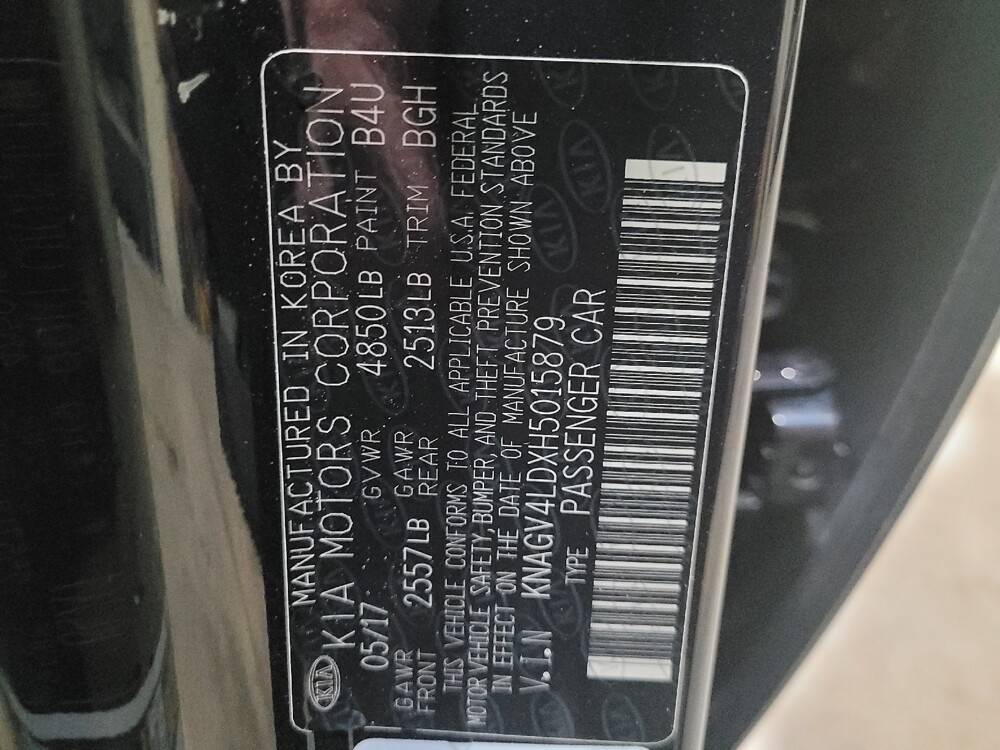 KIA MANUFACTURED IN KOREA BY
KIA MOTORS CORPORATION
05/17 GVWR 4850LB PAINT B4U
GAWR FRONT 2557LB GAWR REAR 2513LB TRIM BGH
THIS VEHICLE CONFORMS TO ALL APPLICABLE U.S.A. FEDERAL
MOTOR VEHICLE SAFETY, BUMPER, AND THEFT PREVENTION STANDARDS
IN EFFECT ON THE DATE OF MANUFACTURE SHOWN ABOVE
V.I.N KNAGV4LDXH5015879
TYPE PASSENGER CAR